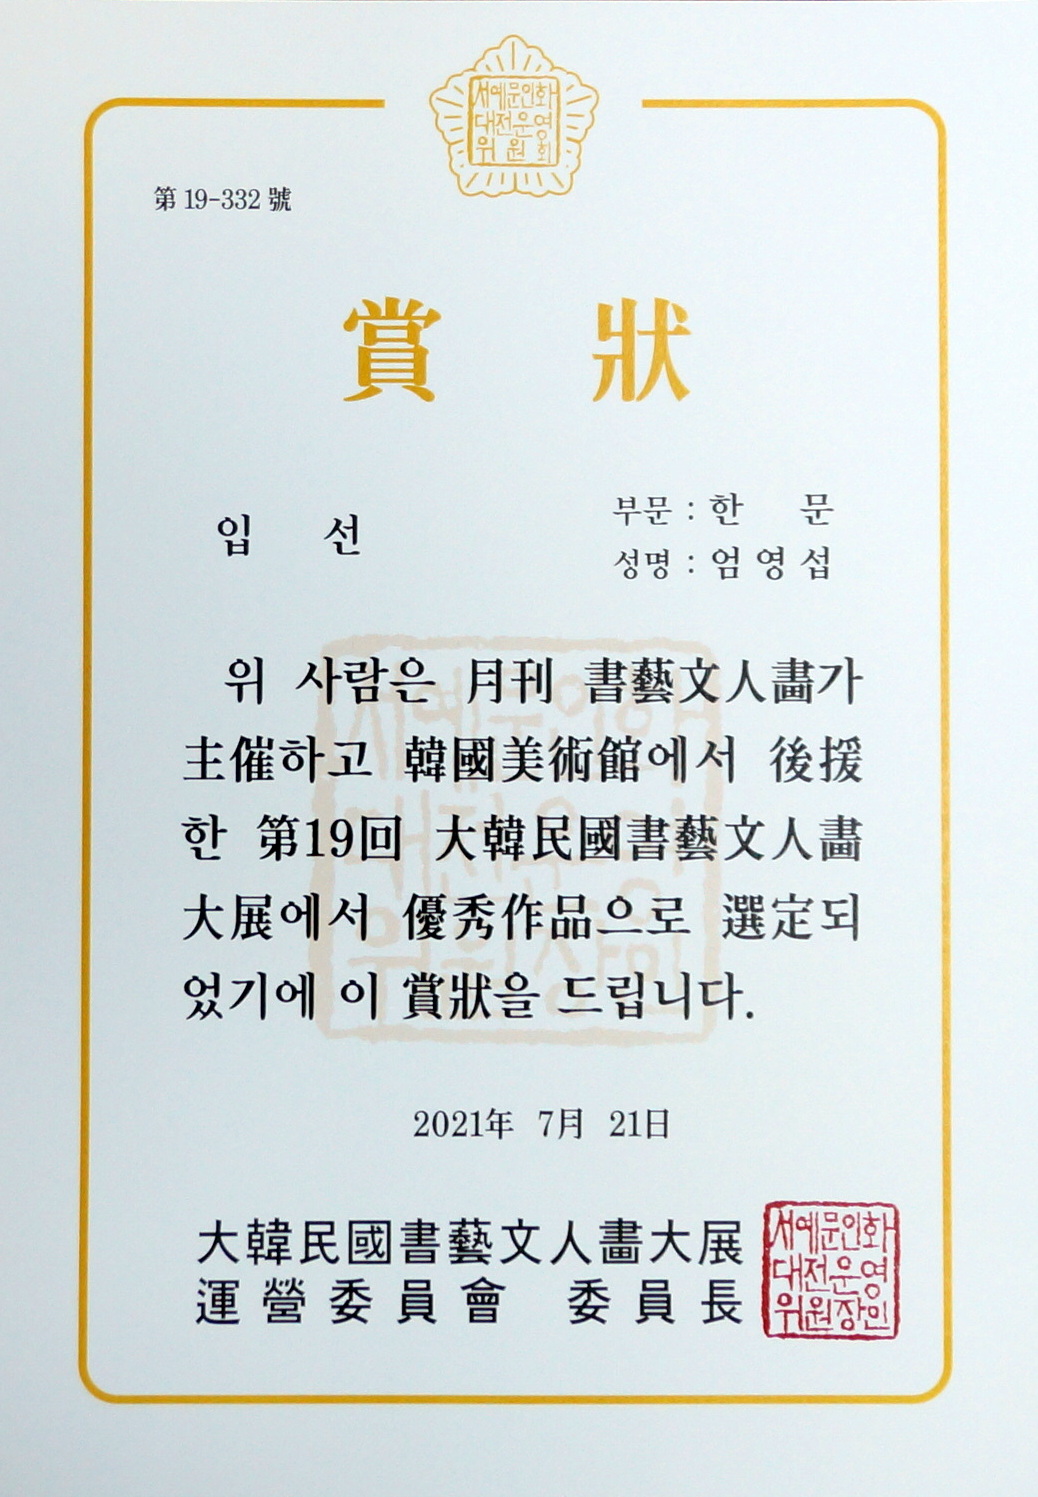 서예문인화
대전운영
위원회
第 19-332 號
賞 狀
입 선
부문 : 한 문
성명 : 엄영섭
위 사람은 月刊 書藝文人畵가
主催하고 韓國美術館에서 後援
한 第19回 大韓民國書藝文人畵
大展에서 優秀作品으로 選定되
었기에 이 賞狀을 드립니다.
2021年 7月 21日
大韓民國書藝文人畵大展
運營委員會 委員長
서예문인화
대전운영
위원장인